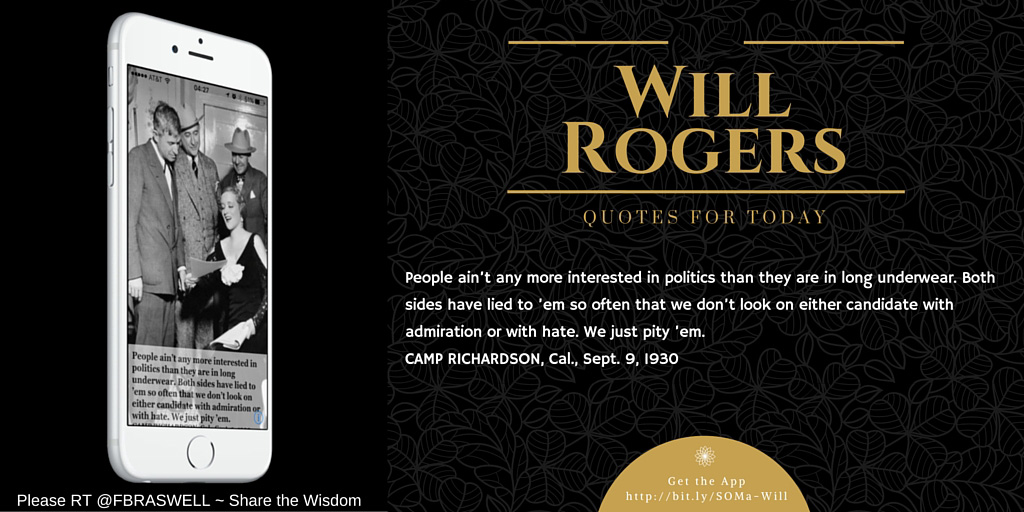 AT&T
04:27
51%
People ain't any more interested in
politics than they are in long
underwear. Both sides have lied to
'em so often that we don't look on
either candidate with admiration or
with hate. We just pity 'em.
Please RT @FBRASWELL ~ Share the Wisdom
WILL
ROGERS
QUOTES FOR TODAY
People ain't any more interested in politics than they are in long underwear. Both
sides have lied to 'em so often that we don't look on either candidate with
admiration or with hate. We just pity 'em.
CAMP RICHARDSON, Cal., Sept. 9, 1930
Get the App
http://bit.ly/SOMa-Will